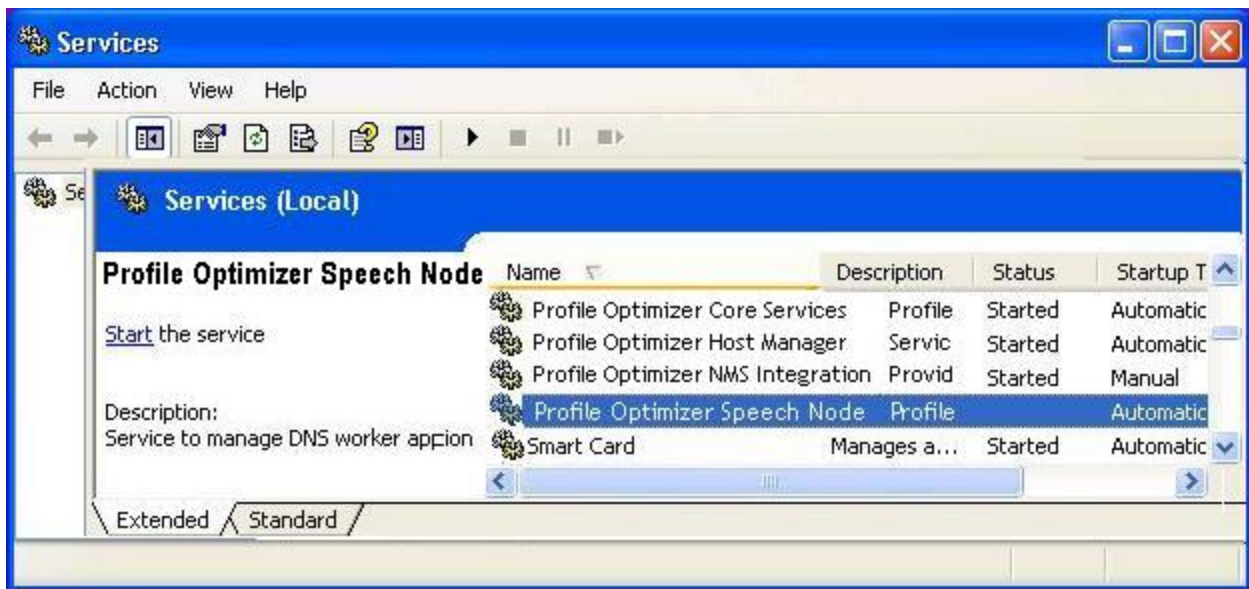 Services
File Action View Help
Se
Services (Local)
Profile Optimizer Speech Node
Start the service
Description:
Service to manage DNS worker appcion
Name Description Status Startup T
Profile Optimizer Core Services Profile Started Automatic
Profile Optimizer Host Manager Servic Started Automatic
Profile Optimizer NMS Integration Provid Started Manual
Profile Optimizer Speech Node Profile Automatic
Smart Card Manages a... Started Automatic
Extended Standard